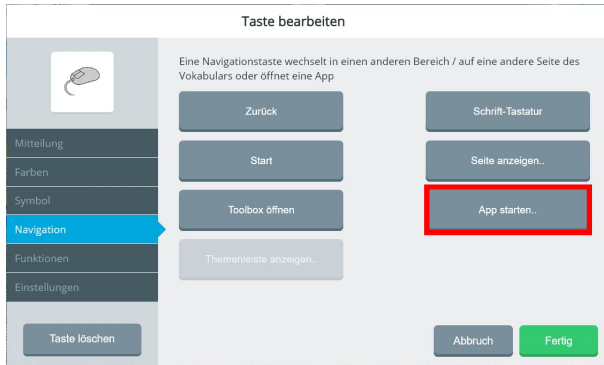 Taste bearbeiten
Eine Navigationstaste wechselt in einen anderen Bereich / auf eine andere Seite des
Vokabulars oder öffnet eine App
Zurück
Schrift-Tastatur
Start
Seite anzeigen..
Toolbox öffnen
App starten..
Themenleiste anzeigen..
Mitteilung
Farben
Symbol
Navigation
Funktionen
Einstellungen
Taste löschen
Abbruch
Fertig